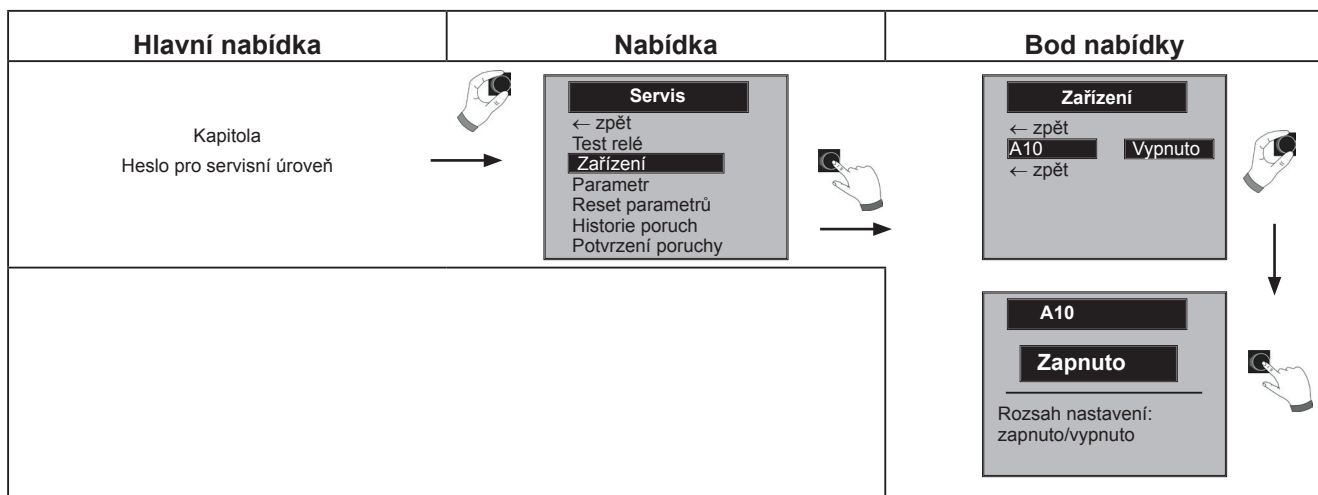 Hlavní nabídka
Nabídka
Bod nabídky
Kapitola
Heslo pro servisní úroveň
Servis
← zpět
Test relé
Zařízení
Parametr
Reset parametrů
Historie poruch
Potvrzení poruchy
Zařízení
← zpět
A10 Vypnuto
← zpět
A10
Zapnuto
Rozsah nastavení:
zapnuto/vypnuto